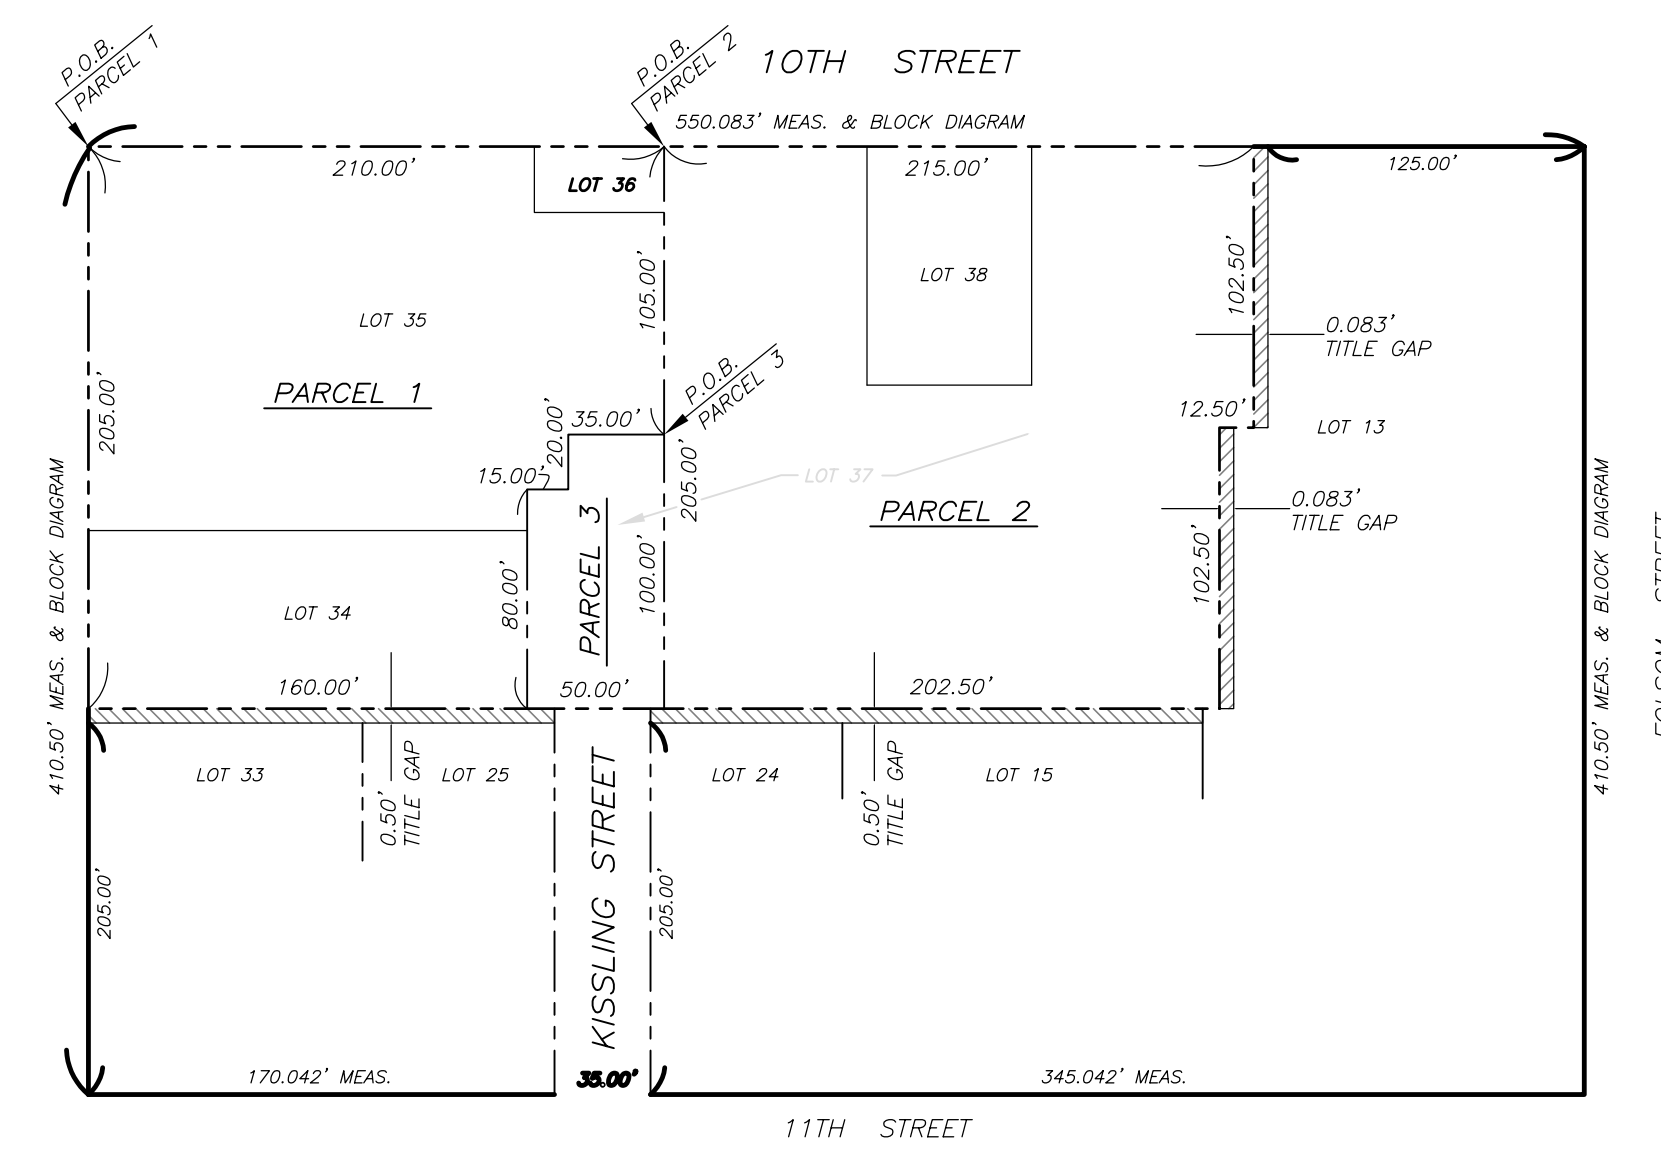 P.O.B.
PARCEL 1
P.O.B.
PARCEL 2
10TH STREET
550.083' MEAS. & BLOCK DIAGRAM
210.00'
LOT 36
215.00'
125.00'
LOT 38
105.00'
102.50'
LOT 35
0.083'
TITLE GAP
PARCEL 1
205.00'
P.O.B.
PARCEL 3
35.00'
20.00'
12.50'
LOT 13
15.00'
LOT 37
205.00'
PARCEL 2
0.083'
TITLE GAP
410.50' MEAS. & BLOCK DIAGRAM
PARCEL 3
80.00'
100.00'
102.50'
410.50' MEAS. & BLOCK DIAGRAM
LOT 34
160.00'
50.00'
202.50'
LOT 33
LOT 25
LOT 24
LOT 15
0.50'
TITLE GAP
0.50'
TITLE GAP
205.00'
KISSLING STREET
205.00'
170.042' MEAS.
35.00'
345.042' MEAS.
11TH STREET